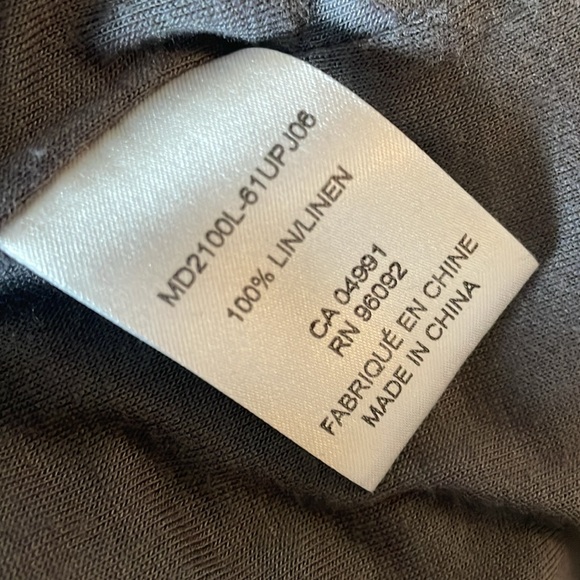 MD2100L-61UPJ06
100% LIN/LINEN
CA 04991
RN 96092
FABRIQUÉ EN CHINE
MADE IN CHINA